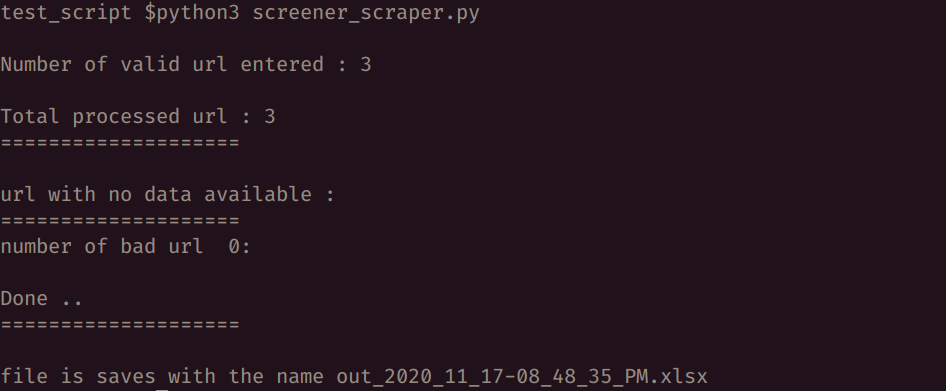 test_script $python3 screener_scraper.py
Number of valid url entered : 3
Total processed url : 3
====================
url with no data available :
====================
number of bad url  0:
Done ..
====================
file is saves with the name out_2020_11_17-08_48_35_PM.xlsx